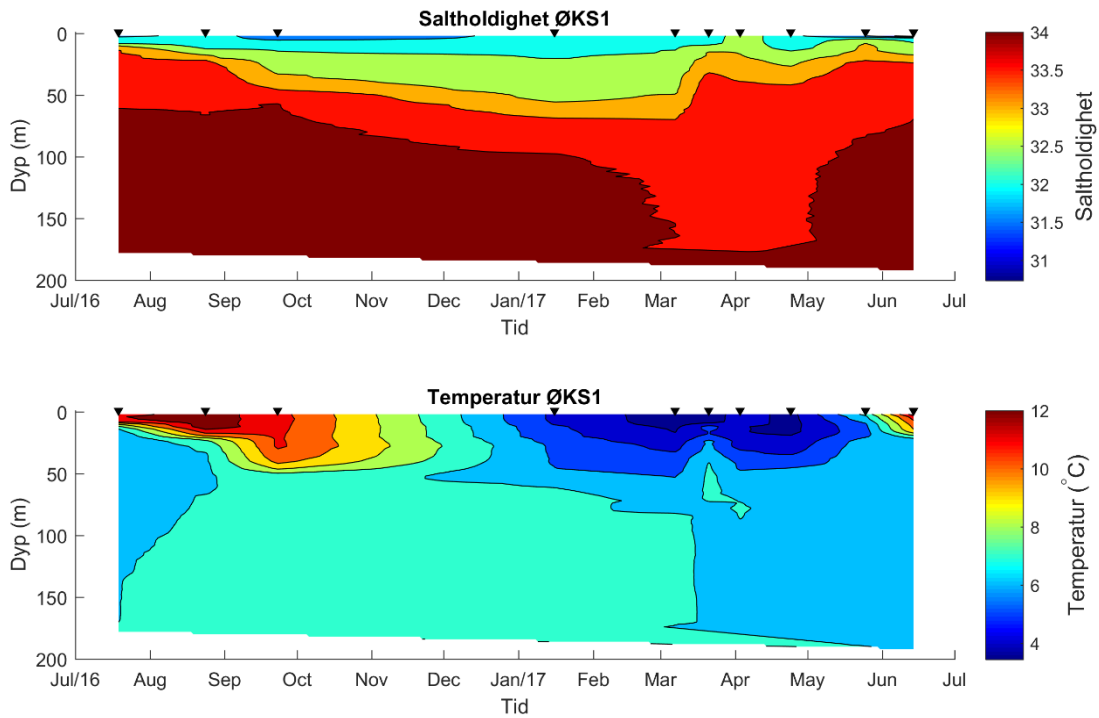 Saltholdighet ØKS1
0
50
100
150
200
Dyp (m)
Jul/16 Aug Sep Oct Nov Dec Jan/17 Feb Mar Apr May Jun Jul
Tid
34
33.5
33
32.5
32
31.5
31
Saltholdighet
Temperatur ØKS1
0
50
100
150
200
Dyp (m)
Jul/16 Aug Sep Oct Nov Dec Jan/17 Feb Mar Apr May Jun Jul
Tid
12
10
8
6
4
Temperatur (°C)